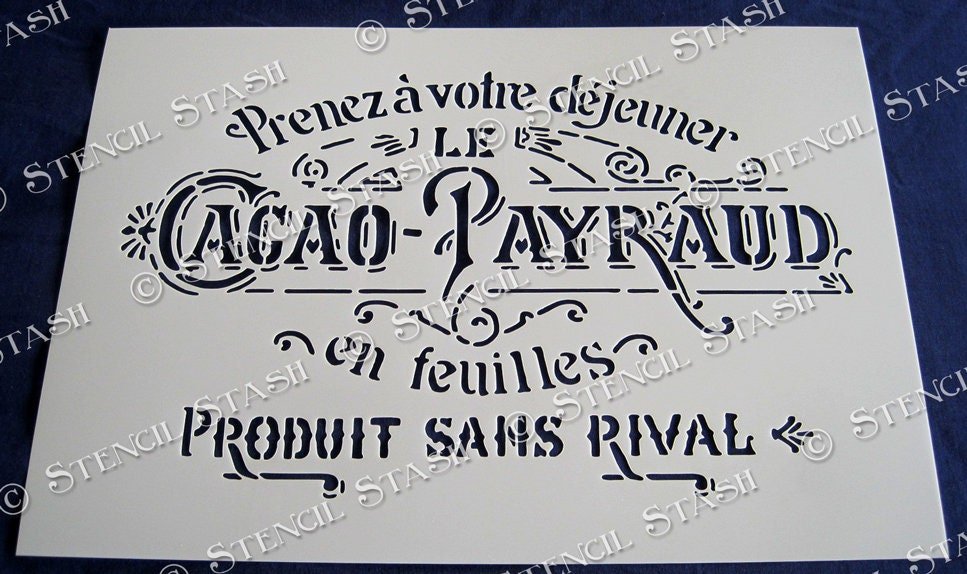 Prenez à votre déjeuner
LE
CACAO-PAYRAUD
en feuilles
PRODUIT SANS RIVAL
© STENCIL STASH